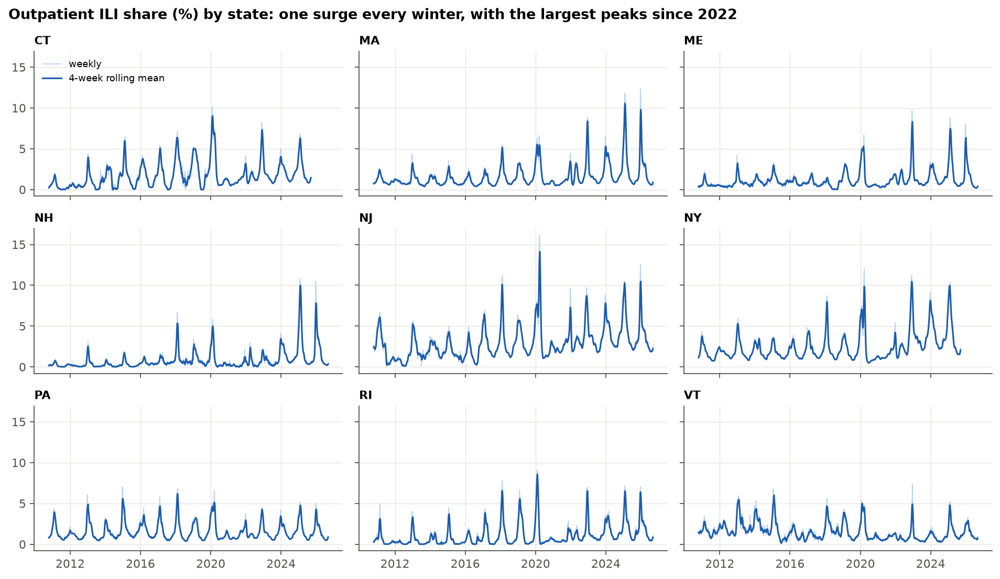 Outpatient ILI share (%) by state: one surge every winter, with the largest peaks since 2022
CT
MA
ME
weekly
4-week rolling mean
15
10
5
0
NH
NJ
NY
15
10
5
0
PA
RI
VT
15
10
5
0
2012 2016 2020 2024
2012 2016 2020 2024
2012 2016 2020 2024